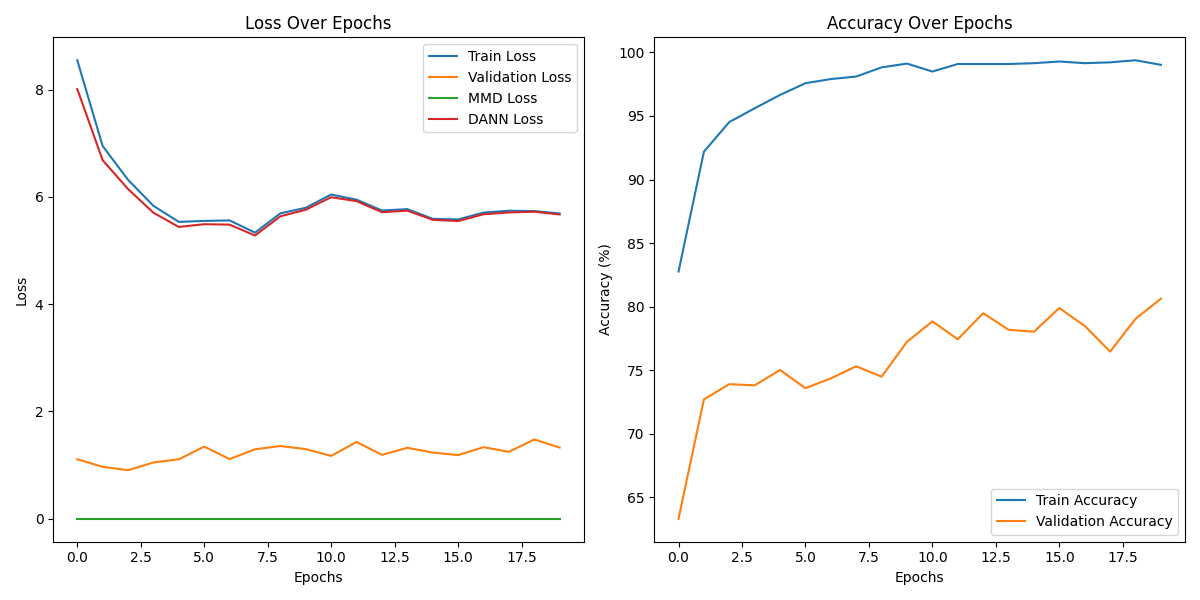 Loss Over Epochs
Train Loss
Validation Loss
MMD Loss
DANN Loss
8
6
4
2
0
Loss
0.0 2.5 5.0 7.5 10.0 12.5 15.0 17.5
Epochs
Accuracy Over Epochs
100
95
90
85
80
75
70
65
Accuracy (%)
Train Accuracy
Validation Accuracy
0.0 2.5 5.0 7.5 10.0 12.5 15.0 17.5
Epochs